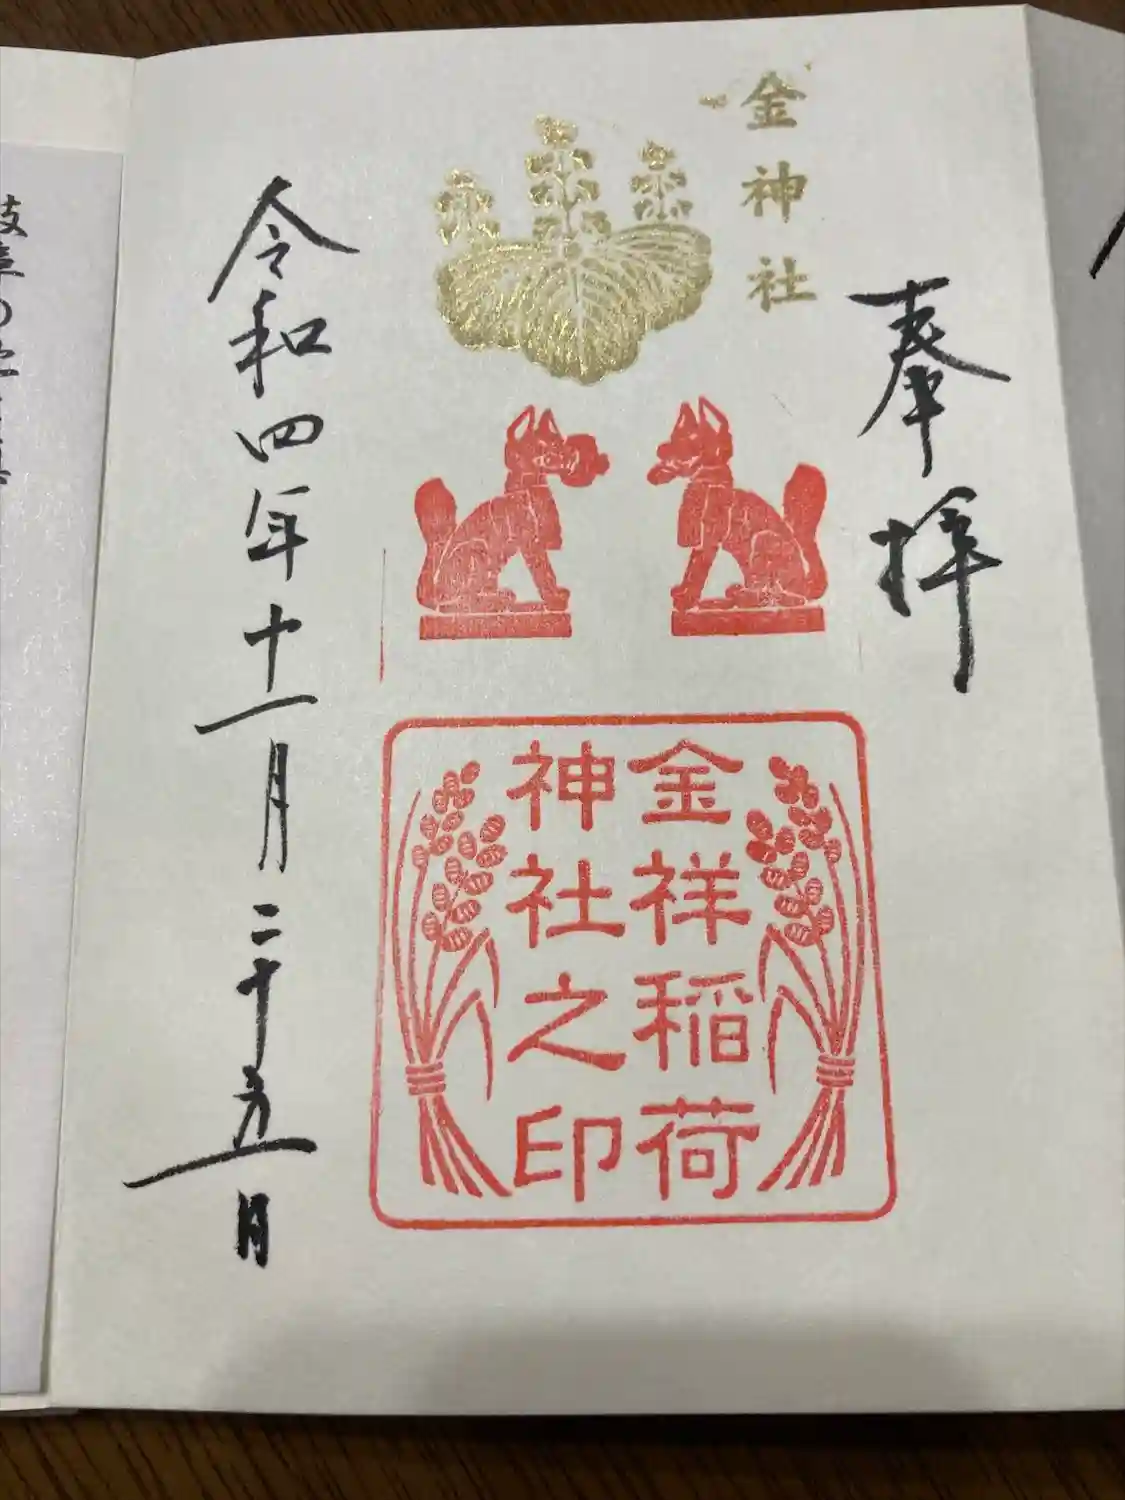 奉拝
金神社
金祥稲荷
神社之印
令和四年十一月二十五日